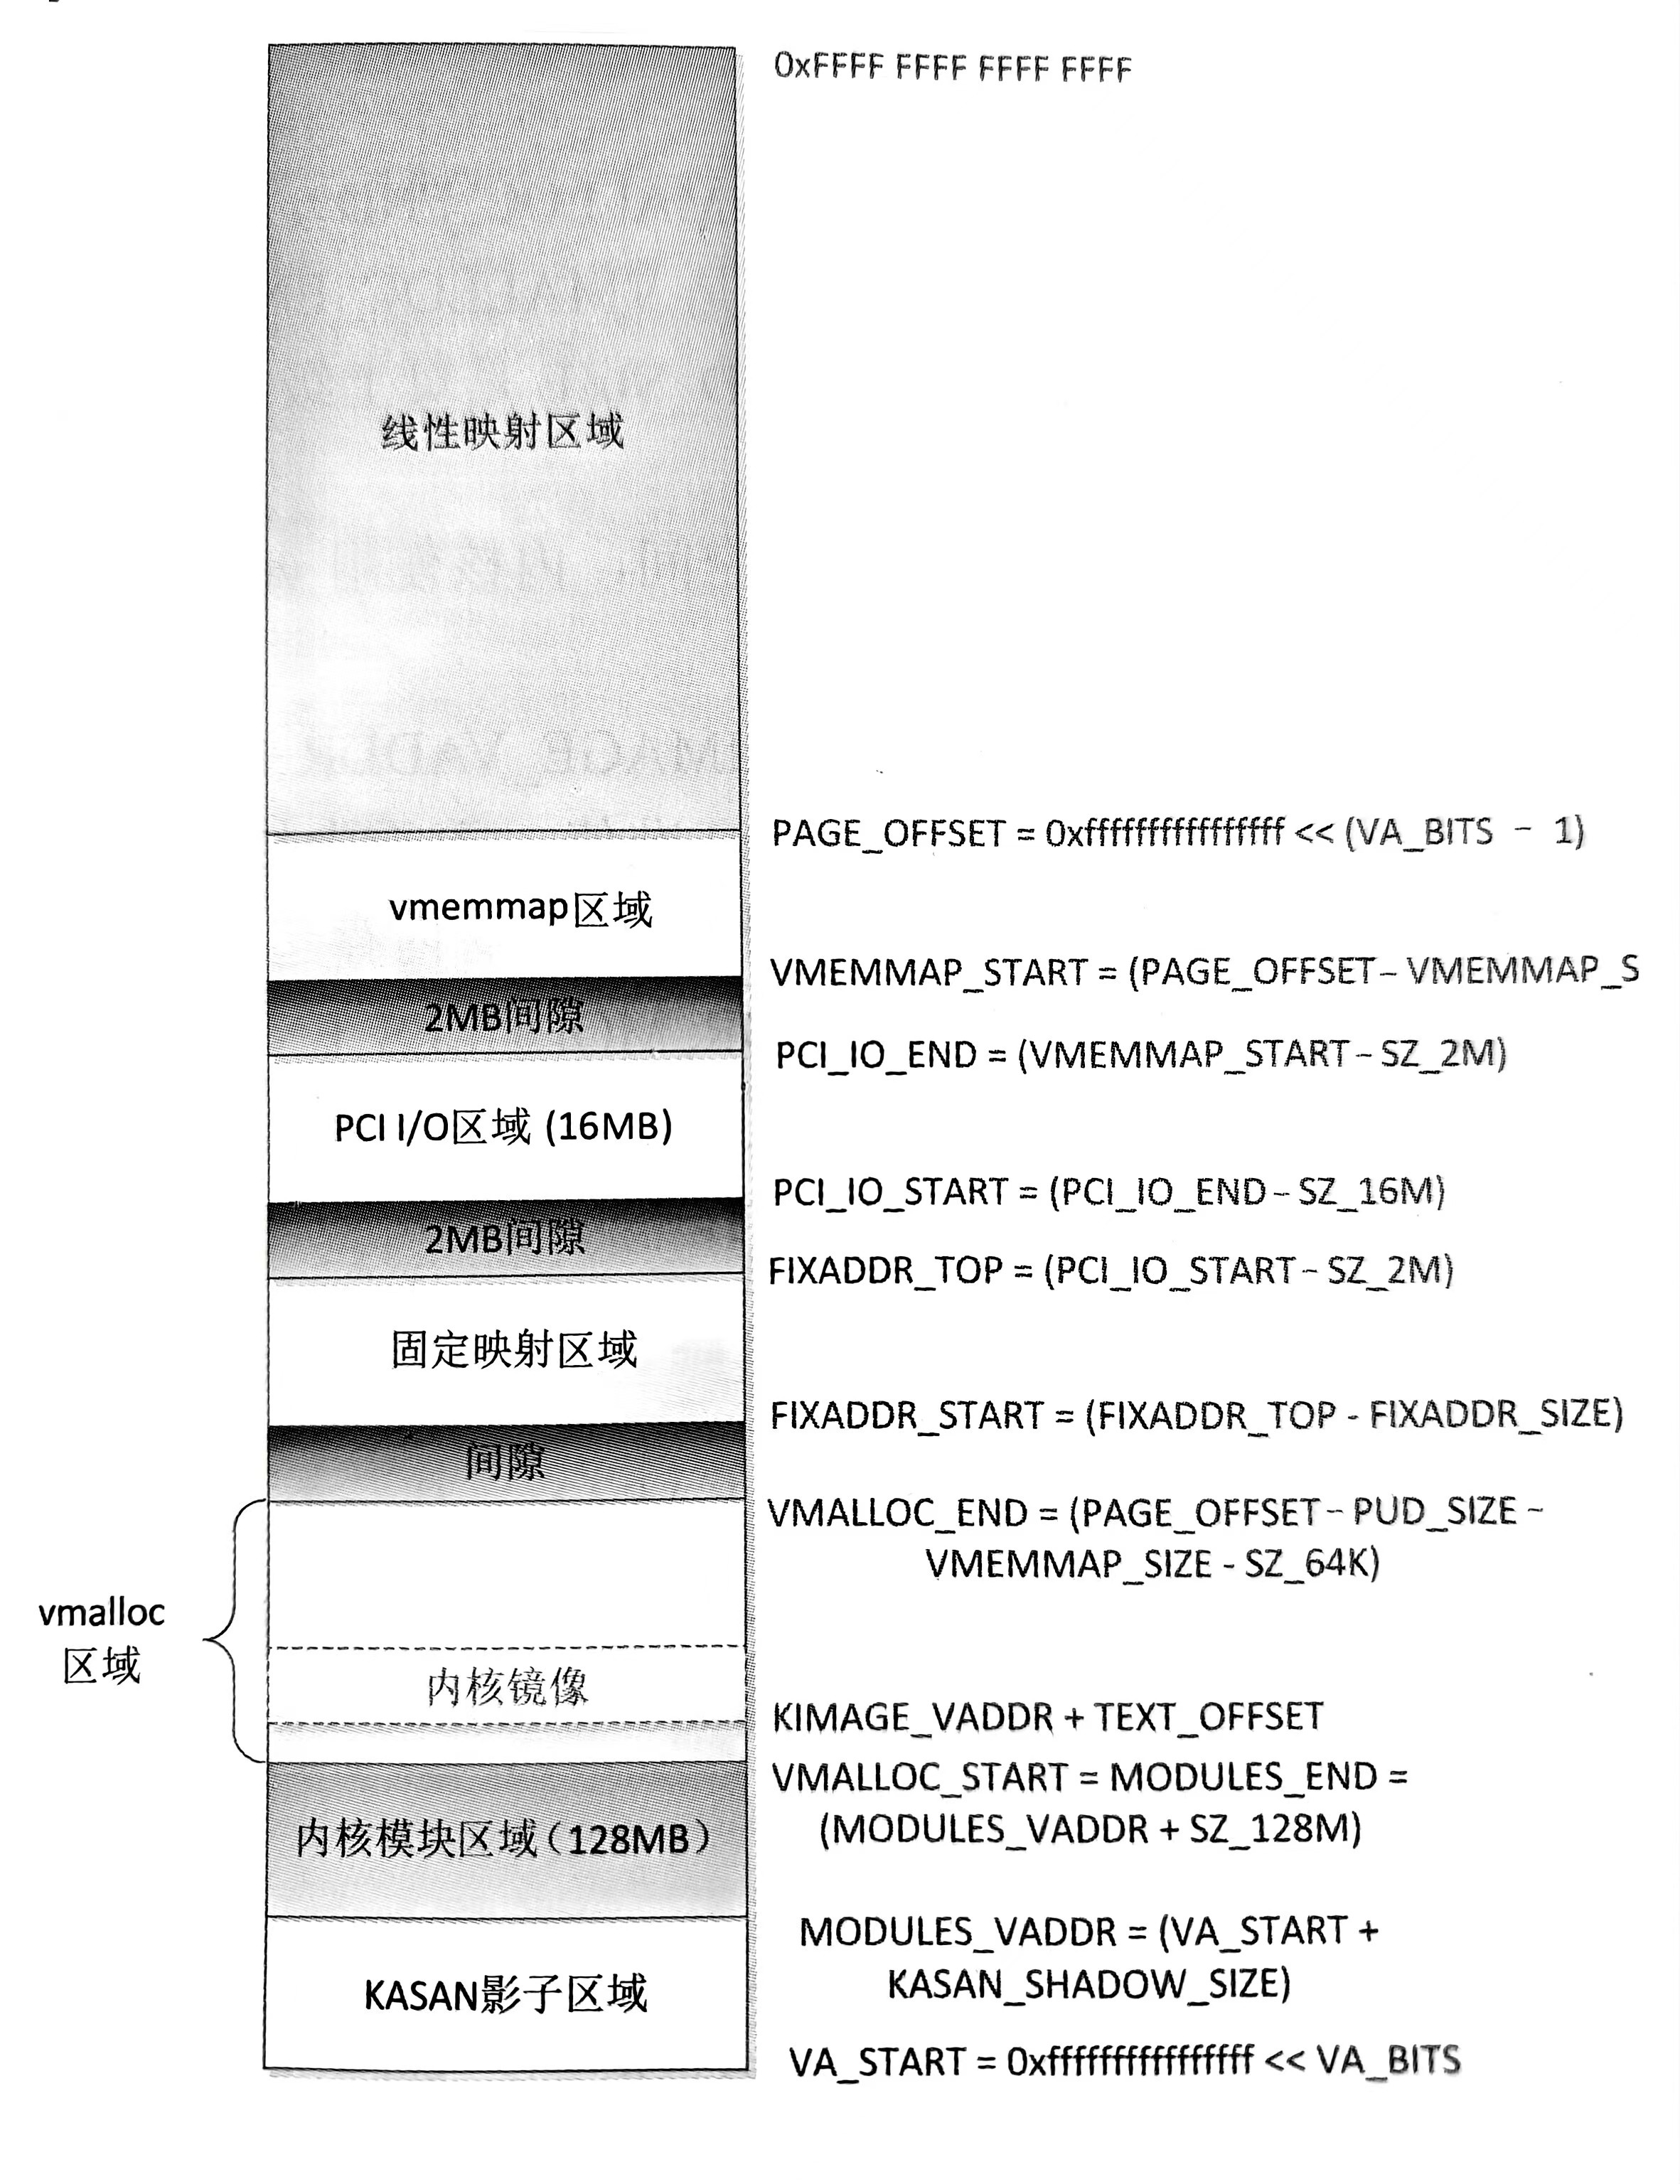 0xFFFF FFFF FFFF FFFF
线性映射区域
PAGE_OFFSET = 0xffffffffffffffff << (VA_BITS - 1)
vmemmap区域
VMEMMAP_START = (PAGE_OFFSET- VMEMMAP_S
2MB间隙
PCI_IO_END = (VMEMMAP_START- SZ_2M)
PCI I/O区域 (16MB)
PCI_IO_START = (PCI_IO_END- SZ_16M)
2MB间隙
FIXADDR_TOP = (PCI_IO_START- SZ_2M)
固定映射区域
FIXADDR_START = (FIXADDR_TOP - FIXADDR_SIZE)
间隙
VMALLOC_END = (PAGE_OFFSET- PUD_SIZE -
VMEMMAP_SIZE - SZ_64K)
vmalloc
区域
内核镜像
KIMAGE_VADDR + TEXT_OFFSET
VMALLOC_START = MODULES_END =
(MODULES_VADDR + SZ_128M)
内核模块区域（128MB）
MODULES_VADDR = (VA_START +
KASAN_SHADOW_SIZE)
KASAN影子区域
VA_START = 0xffffffffffffffff << VA_BITS